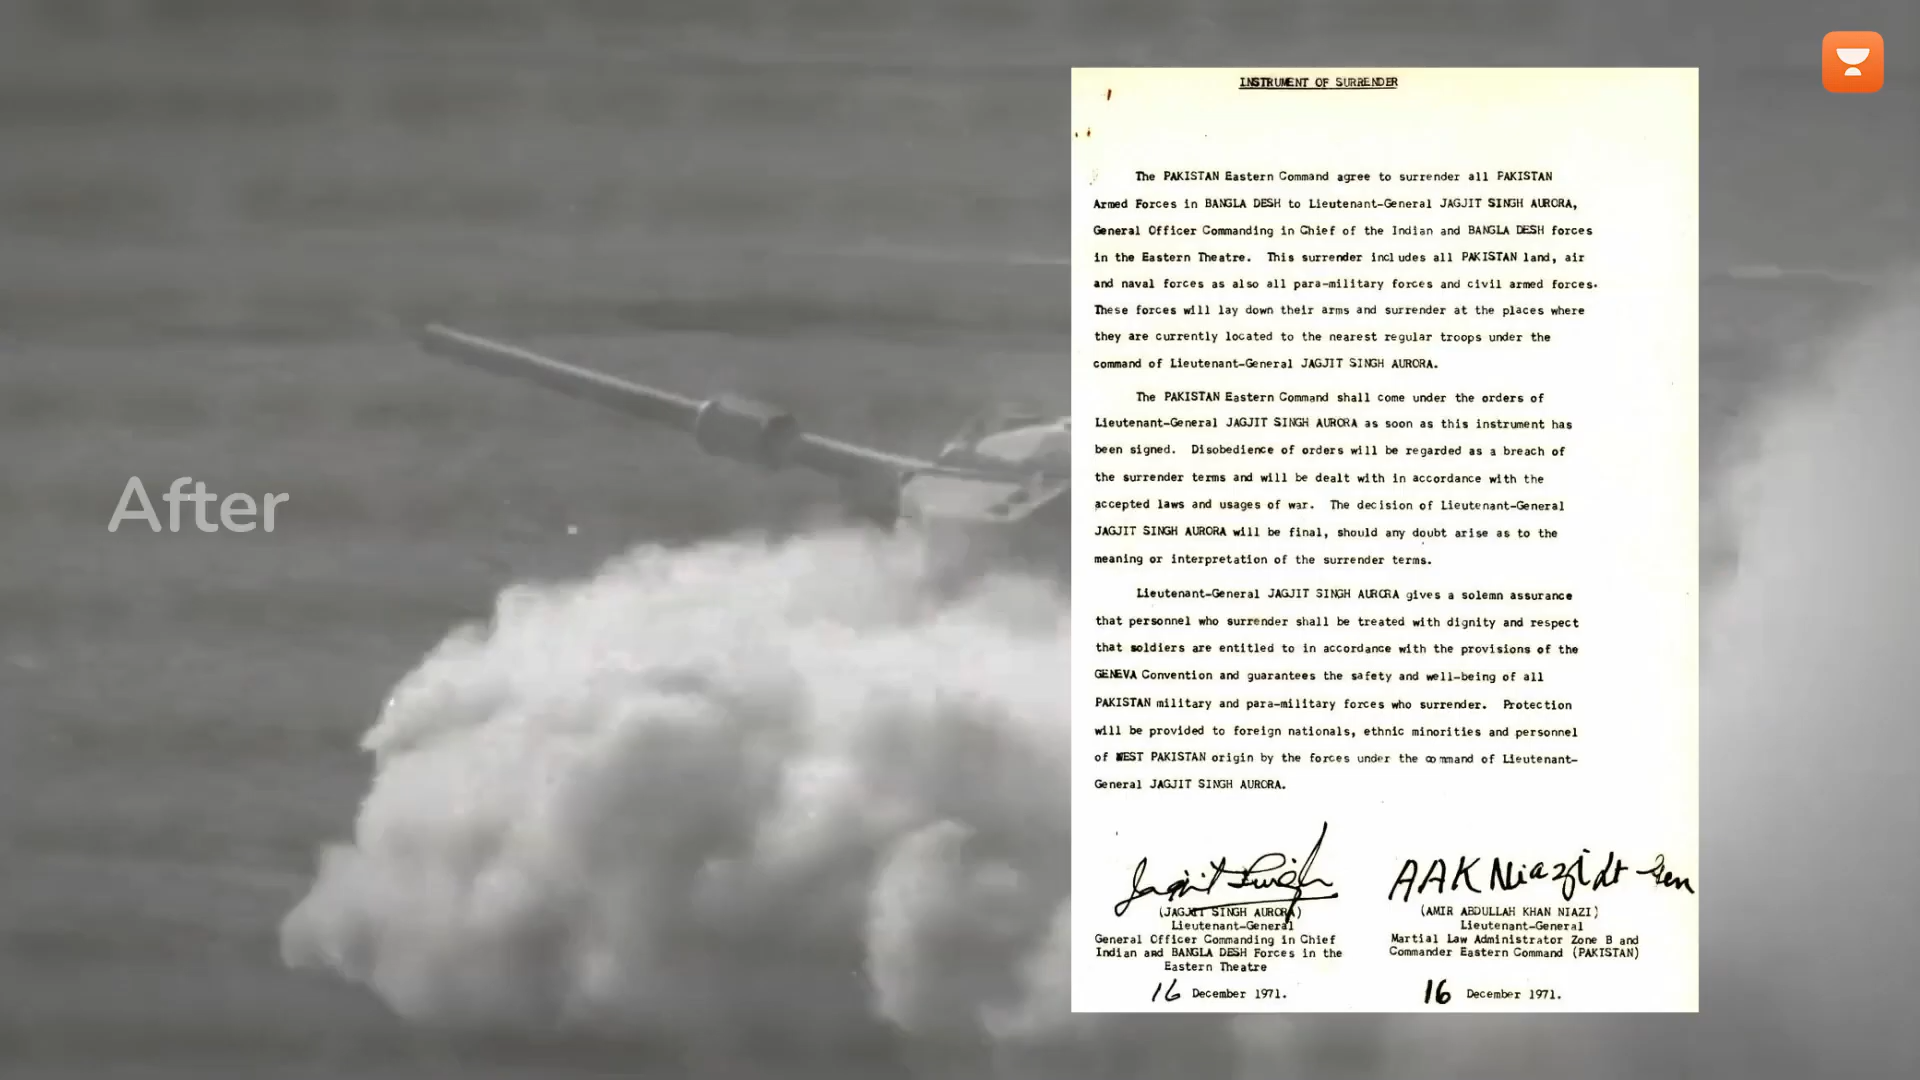 After
INSTRUMENT OF SURRENDER
The PAKISTAN Eastern Command agree to surrender all PAKISTAN
Armed Forces in BANGLA DESH to Lieutenant-General JAGJIT SINGH AURORA,
General Officer Commanding in Chief of the Indian and BANGLA DESH forces
in the Eastern Theatre. This surrender includes all PAKISTAN land, air
and naval forces as also all para-military forces and civil armed forces.
These forces will lay down their arms and surrender at the places where
they are currently located to the nearest regular troops under the
command of Lieutenant-General JAGJIT SINGH AURORA.
The PAKISTAN Eastern Command shall come under the orders of
Lieutenant-General JAGJIT SINGH AURORA as soon as this instrument has
been signed. Disobedience of orders will be regarded as a breach of
the surrender terms and will be dealt with in accordance with the
accepted laws and usages of war. The decision of Lieutenant-General
JAGJIT SINGH AURORA will be final, should any doubt arise as to the
meaning or interpretation of the surrender terms.
Lieutenant-General JAGJIT SINGH AURORA gives a solemn assurance
that personnel who surrender shall be treated with dignity and respect
that soldiers are entitled to in accordance with the provisions of the
GENEVA Convention and guarantees the safety and well-being of all
PAKISTAN military and para-military forces who surrender. Protection
will be provided to foreign nationals, ethnic minorities and personnel
of WEST PAKISTAN origin by the forces under the command of Lieutenant-
General JAGJIT SINGH AURORA.
Jagjit Singh
AAK Niazi Lt-Gen
(JAGJIT SINGH AURORA)
Lieutenant-General
General Officer Commanding in Chief
Indian and BANGLA DESH Forces in the
Eastern Theatre
16 December 1971.
(AMIR ABDULLAH KHAN NIAZI)
Lieutenant-General
Martial Law Administrator Zone B and
Commander Eastern Command (PAKISTAN)
16 December 1971.